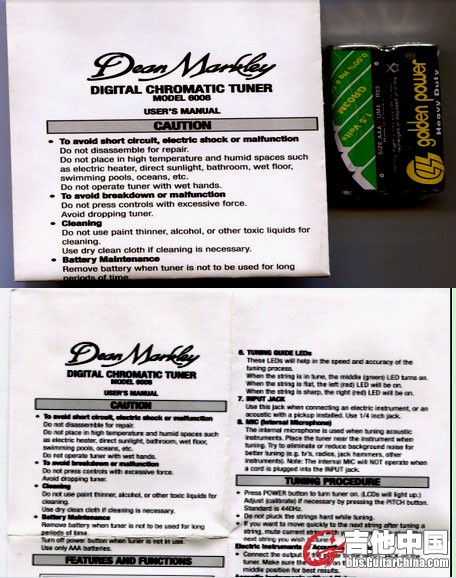 Dean Markley
DIGITAL CHROMATIC TUNER
MODEL 6006
USER'S MANUAL
CAUTION
• To avoid short circuit, electric shock or malfunction
Do not disassemble for repair.
Do not place in high temperature and humid spaces such
as electric heater, direct sunlight, bathroom, wet floor,
swimming pools, oceans, etc.
Do not operate tuner with wet hands.
• To avoid breakdown or malfunction
Do not press controls with excessive force.
Avoid dropping tuner.
• Cleaning
Do not use paint thinner, alcohol, or other toxic liquids for
cleaning.
Use dry clean cloth if cleaning is necessary.
• Battery Maintenance
Remove battery when tuner is not to be used for long
periods of time.
0.00% Hg &
GR03M 1.5 Volts
SIZE AAA UM4 R03
golden power
Heavy Duty
Dean Markley
DIGITAL CHROMATIC TUNER
MODEL 6006
USER'S MANUAL
CAUTION
• To avoid short circuit, electric shock or malfunction
Do not disassemble for repair.
Do not place in high temperature and humid spaces such
as electric heater, direct sunlight, bathroom, wet floor,
swimming pools, oceans, etc.
Do not operate tuner with wet hands.
• To avoid breakdown or malfunction
Do not press controls with excessive force.
Avoid dropping tuner.
• Cleaning
Do not use paint thinner, alcohol, or other toxic liquids for
cleaning.
Use dry clean cloth if cleaning is necessary.
• Battery Maintenance
Remove battery when tuner is not to be used for long
periods of time.
Turn off power button when tuner is not in use.
Use only AAA batteries.
FEATURES AND FUNCTIONS
6. TUNING GUIDE LEDs
These LEDs will help in the speed and accuracy of the
tuning process.
When the string is in tune, the middle (green) LED turns on.
When the string is flat, the left (red) LED will be on.
When the string is sharp, the right (red) LED will be on.
7. INPUT JACK
Use this jack when connecting an electric instrument, or an
acoustic with a pickup installed. Use 1/4 inch jack.
8. MIC (Internal Microphone)
The internal microphone is used when tuning acoustic
instruments. Place the tuner near the instrument when
tuning. Try to eliminate or reduce background noise for
better tuning (e.g. tv's, radios, jack hammers, other
instruments). Note: The internal MIC will NOT operate when
a cord is plugged into the INPUT jack.
TUNING PROCEDURE
• Press POWER button to turn tuner on. (LCDs will light up.)
Adjust (calibrate) if necessary by pressing the PITCH button.
Standard is 440Hz.
• Do not pluck the strings hard while tuning.
• If you want to move quickly to the next string after tuning a
string, mute current
next string you wish
Electric Instruments
• Connect the output
tuner. Make sure the
middle position for best results.
吉他中国
bbs.GuitarChina.com